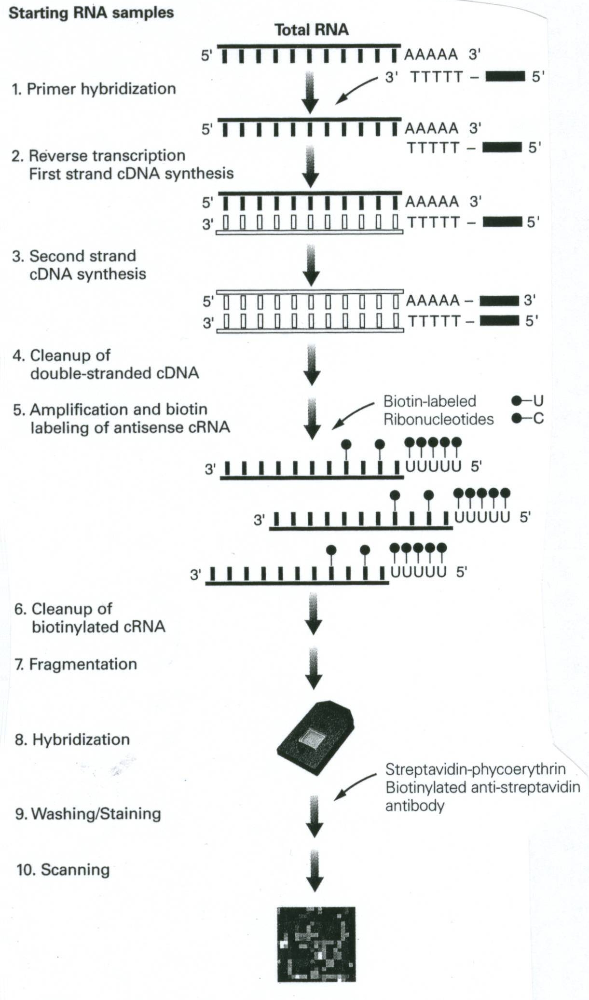 Starting RNA samples
Total RNA
5' AAAAA 3'
3' TTTTT – 5'
1. Primer hybridization
5' AAAAA 3'
TTTTT – 5'
2. Reverse transcription
First strand cDNA synthesis
5' AAAAA 3'
3' TTTTT – 5'
3. Second strand
cDNA synthesis
5' AAAAA – 3'
3' TTTTT – 5'
4. Cleanup of
double-stranded cDNA
5. Amplification and biotin
labeling of antisense cRNA
Biotin-labeled U
Ribonucleotides C
3' UUUUU 5'
3' UUUUU 5'
3' UUUUU 5'
6. Cleanup of
biotinylated cRNA
7. Fragmentation
8. Hybridization
Streptavidin-phycoerythrin
Biotinylated anti-streptavidin
antibody
9. Washing/Staining
10. Scanning